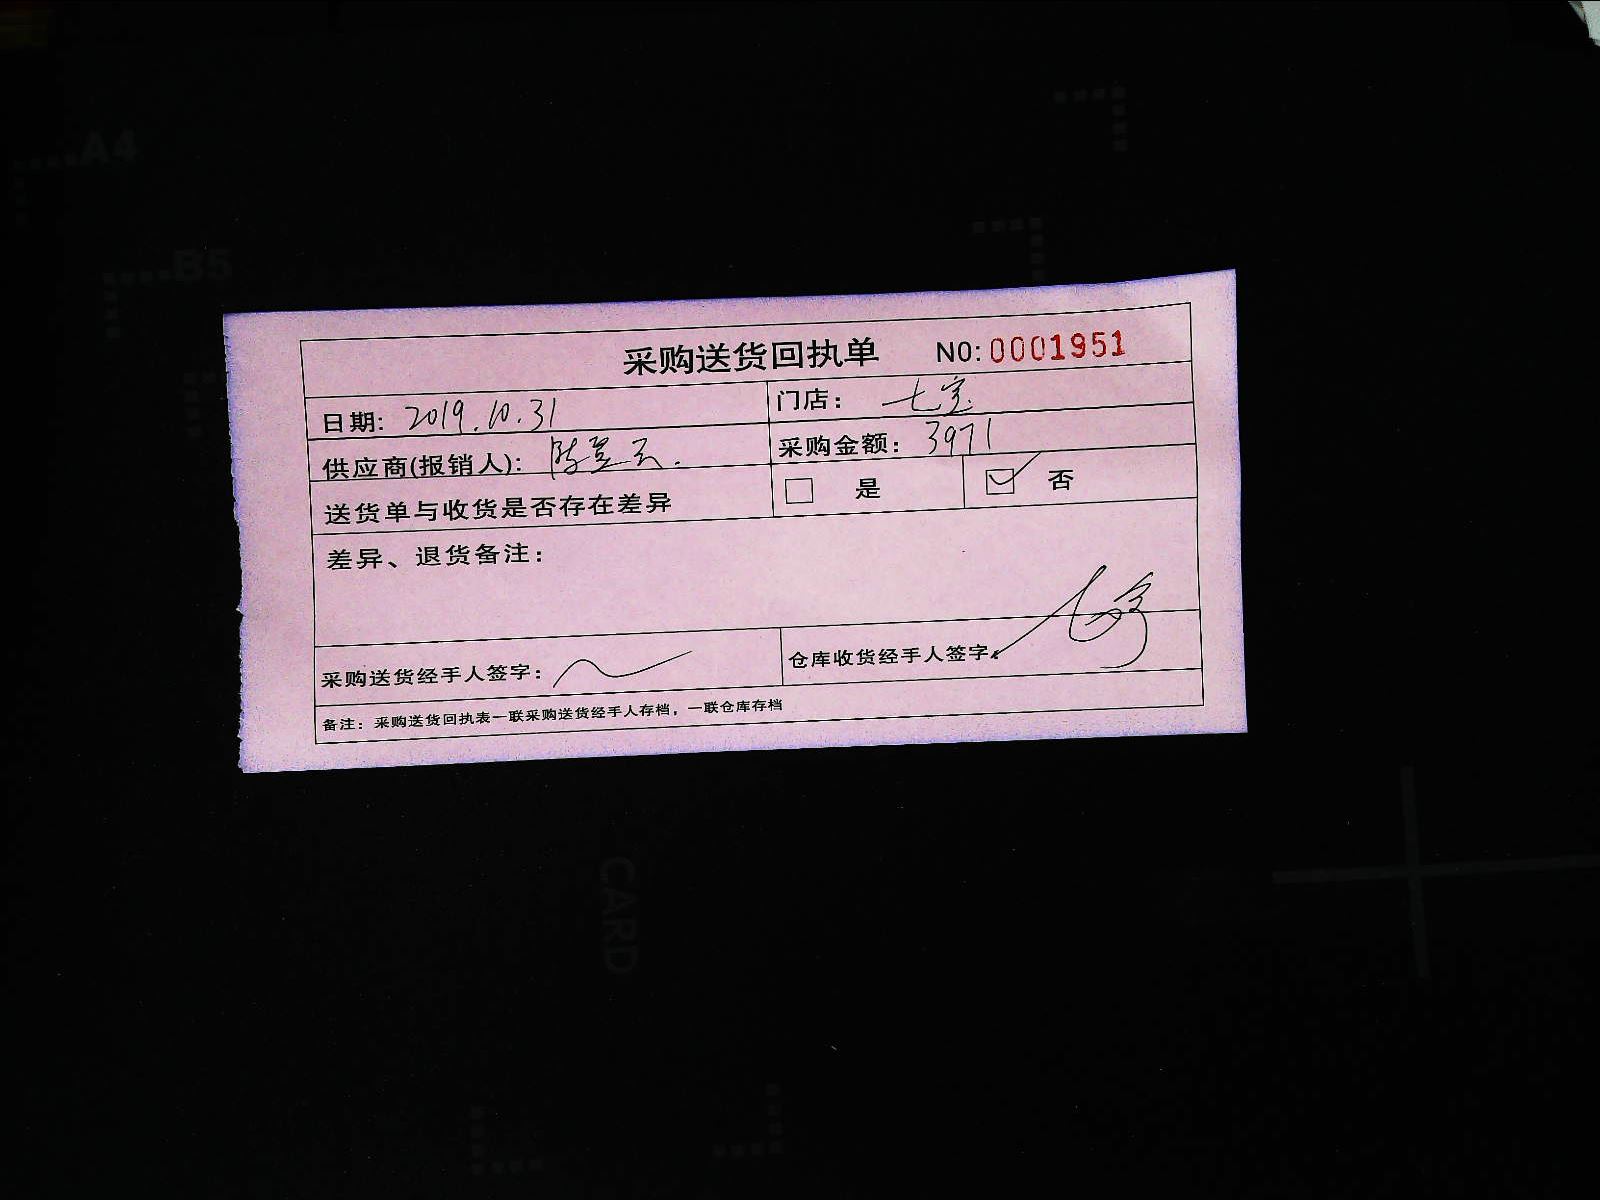 A4
B5
采购送货回执单 NO:0001951
日期: 2019.10.31 门店: 七宝
供应商(报销人): 陈 云. 采购金额: 3971
送货单与收货是否存在差异 是 否
差异、退货备注:
采购送货经手人签字: 仓库收货经手人签字:
备注: 采购送货回执表一联采购送货经手人存档, 一联仓库存档
CARD